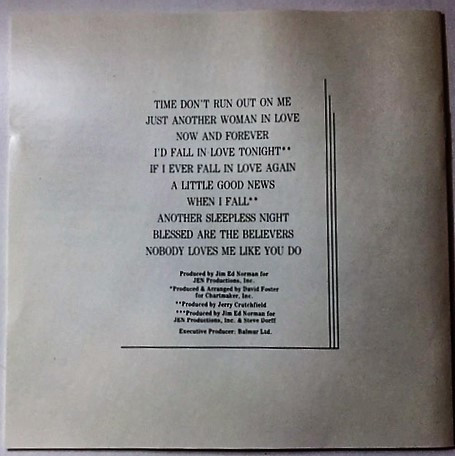 TIME DON'T RUN OUT ON ME
JUST ANOTHER WOMAN IN LOVE
NOW AND FOREVER
I'D FALL IN LOVE TONIGHT**
IF I EVER FALL IN LOVE AGAIN
A LITTLE GOOD NEWS
WHEN I FALL**
ANOTHER SLEEPLESS NIGHT
BLESSED ARE THE BELIEVERS
NOBODY LOVES ME LIKE YOU DO
Produced by Jim Ed Norman for
JEN Productions, Inc.
*Produced & Arranged by David Foster
for Chartmaker, Inc.
**Produced by Jerry Crutchfield
***Produced by Jim Ed Norman for
JEN Productions, Inc. & Steve Dorff
Executive Producer: Balmur Ltd.